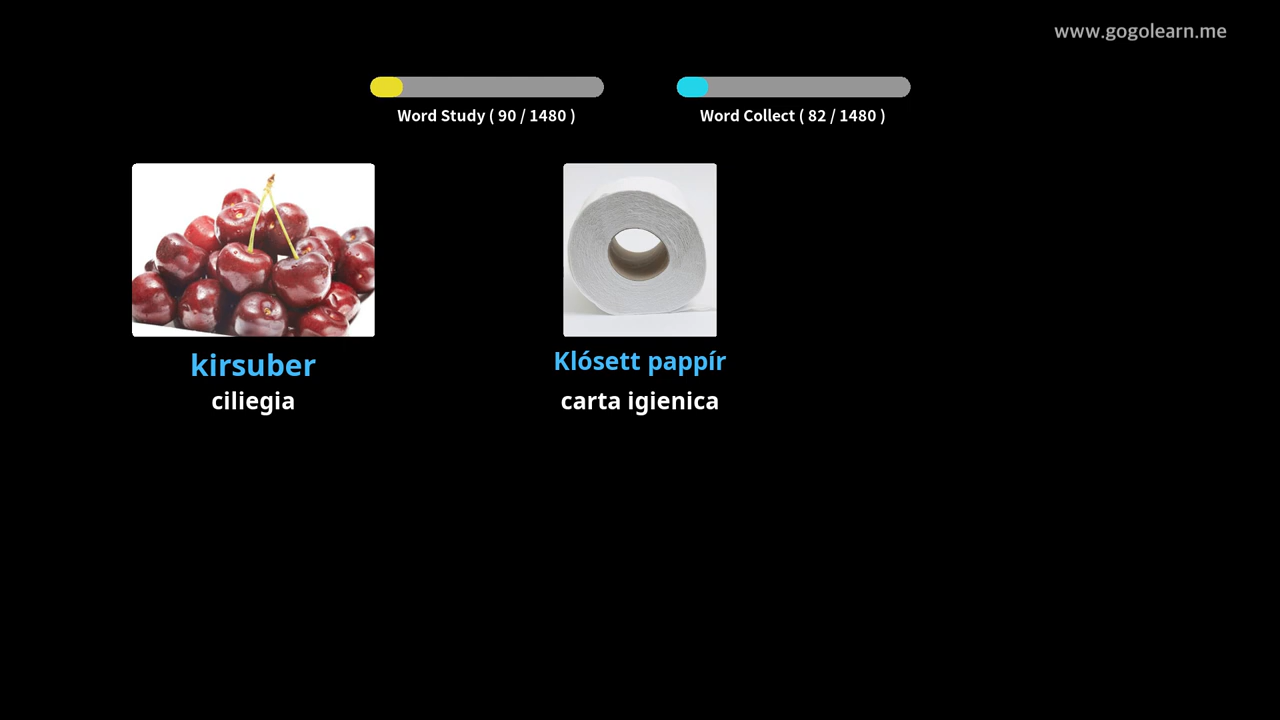 www.gogolearn.me
Word Study ( 90 / 1480 )
Word Collect ( 82 / 1480 )
kirsuber
ciliegia
Klósett pappír
carta igienica